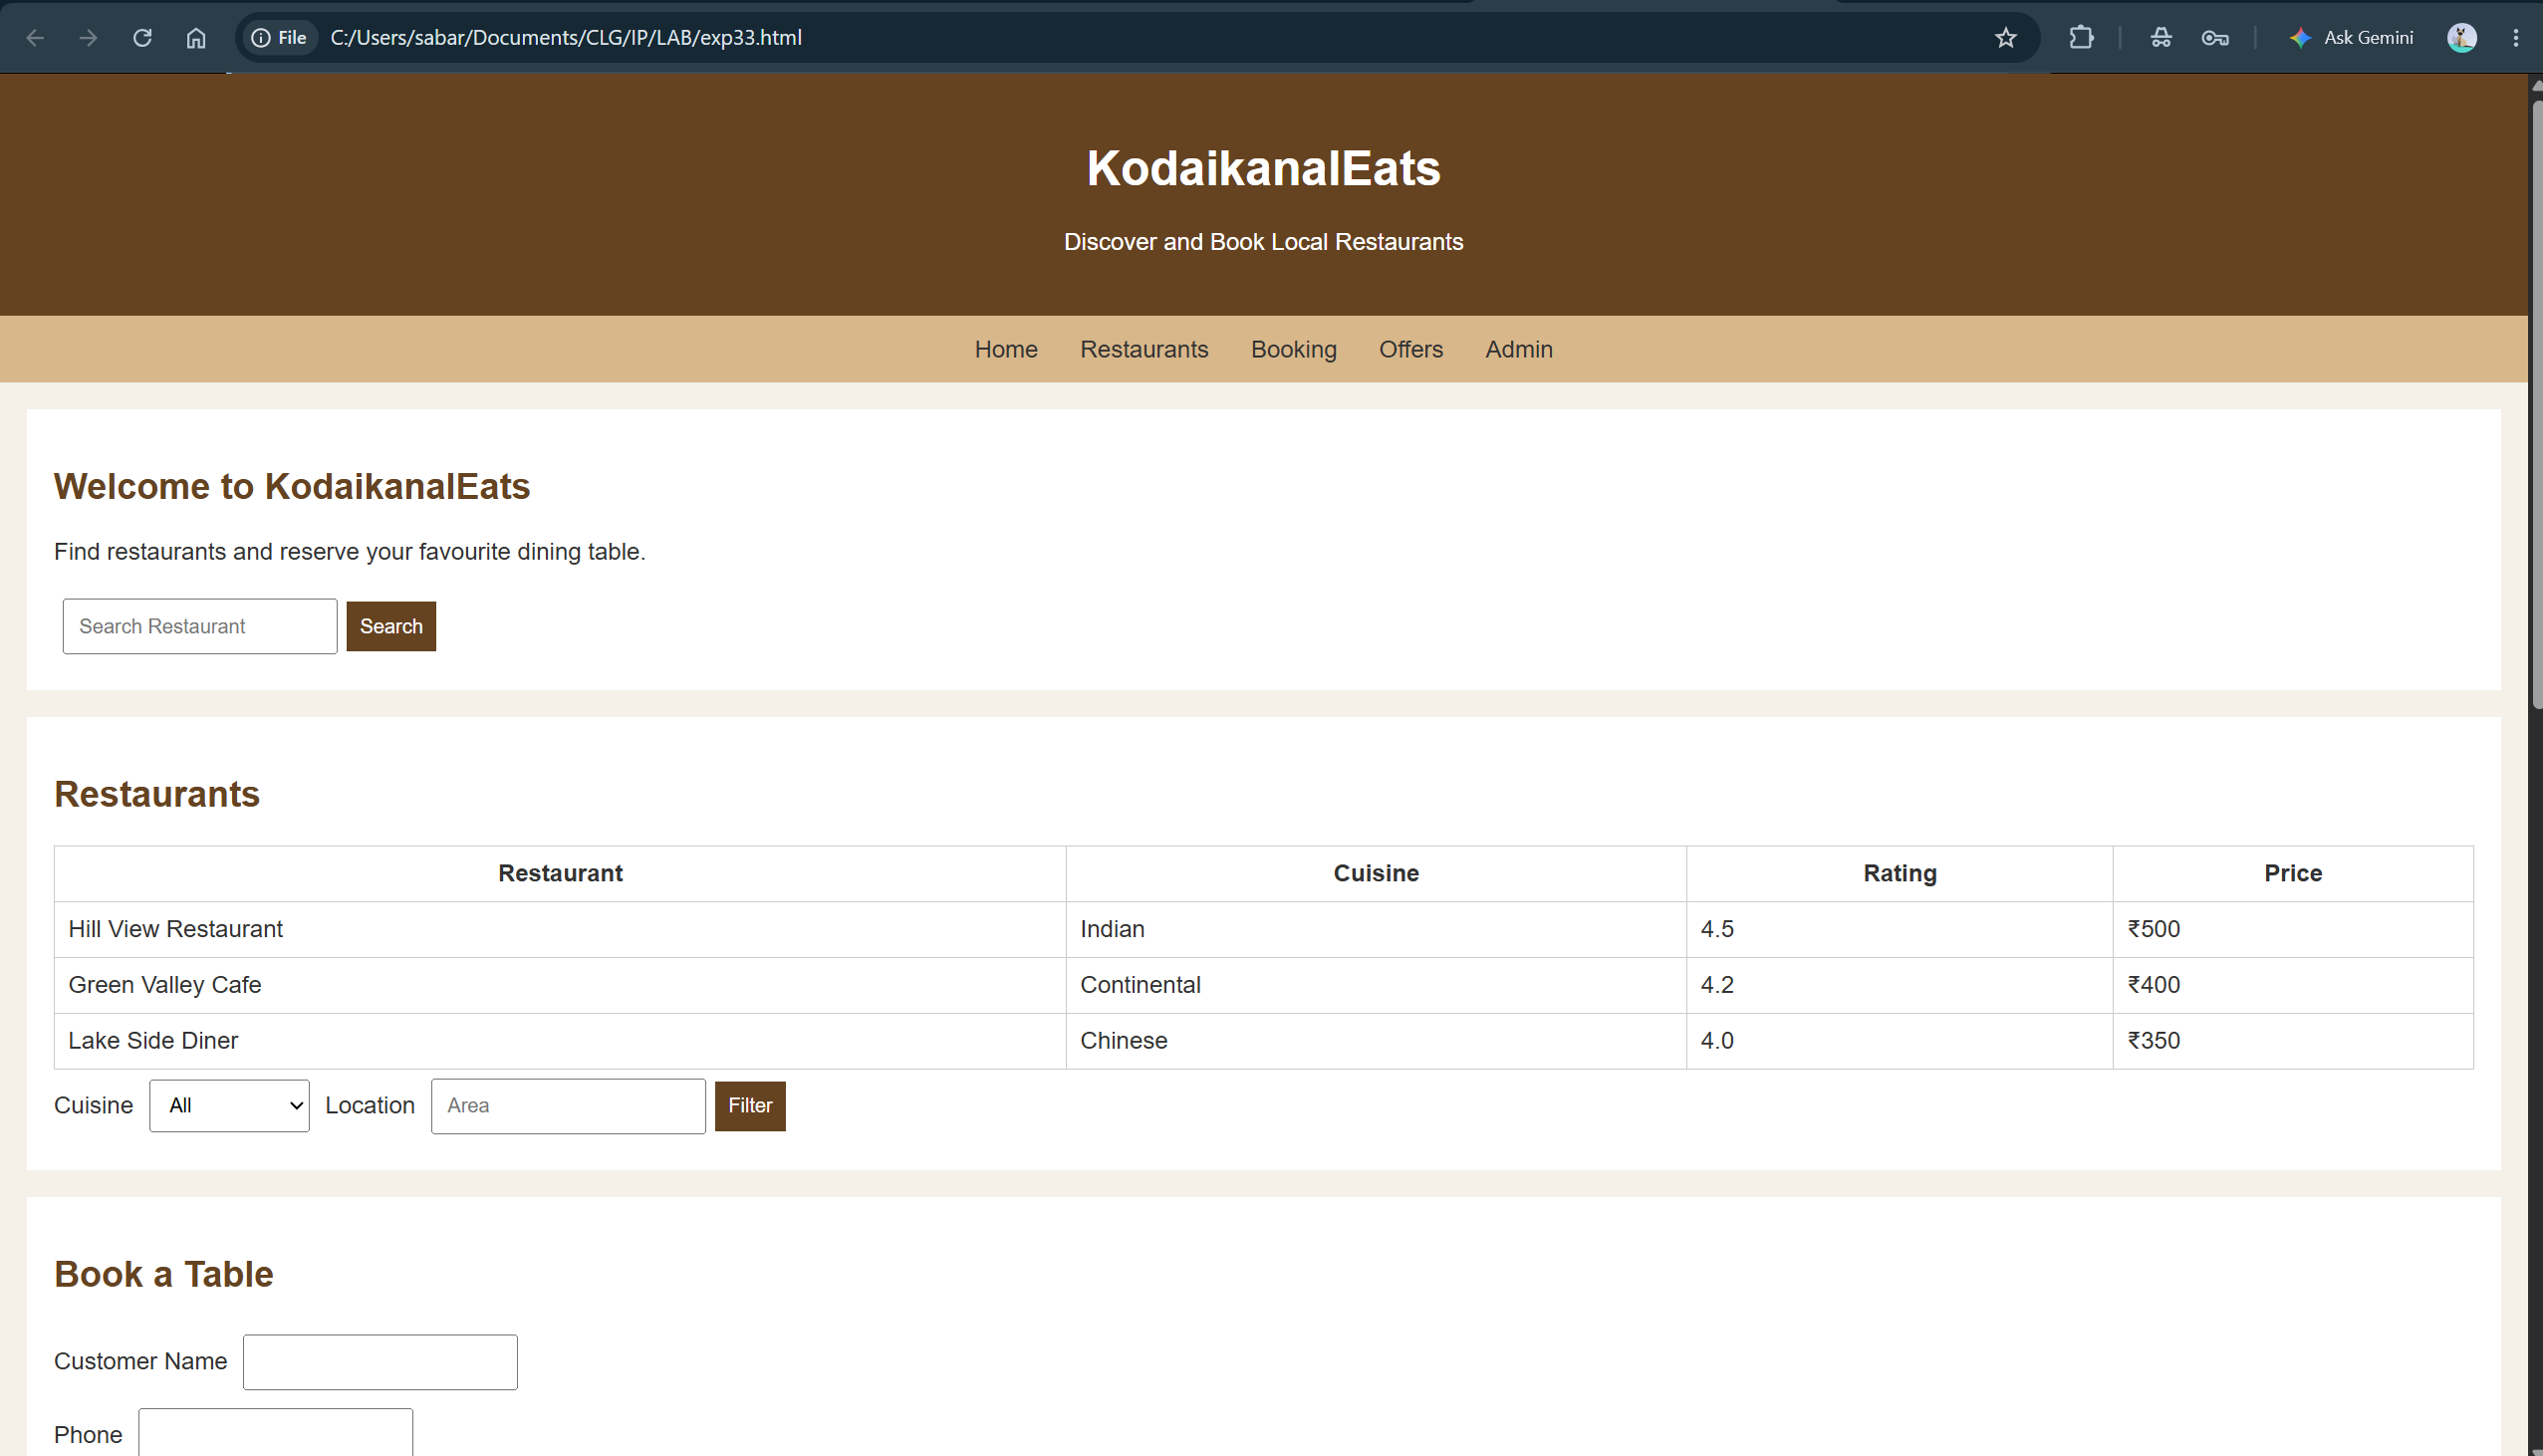 File C:/Users/sabar/Documents/CLG/IP/LAB/exp33.html Ask Gemini
KodaikanalEats
Discover and Book Local Restaurants
Home Restaurants Booking Offers Admin
Welcome to KodaikanalEats
Find restaurants and reserve your favourite dining table.
Search Restaurant Search
Restaurants
Restaurant Cuisine Rating Price
Hill View Restaurant Indian 4.5 ₹500
Green Valley Cafe Continental 4.2 ₹400
Lake Side Diner Chinese 4.0 ₹350
Cuisine All Location Area Filter
Book a Table
Customer Name
Phone